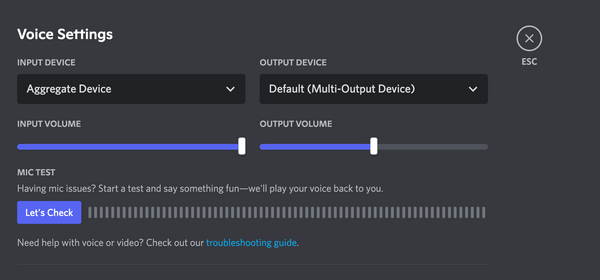 Voice Settings
ESC
INPUT DEVICE
OUTPUT DEVICE
Aggregate Device
Default (Multi-Output Device)
INPUT VOLUME
OUTPUT VOLUME
MIC TEST
Having mic issues? Start a test and say something fun—we'll play your voice back to you.
Let's Check
Need help with voice or video? Check out our troubleshooting guide.